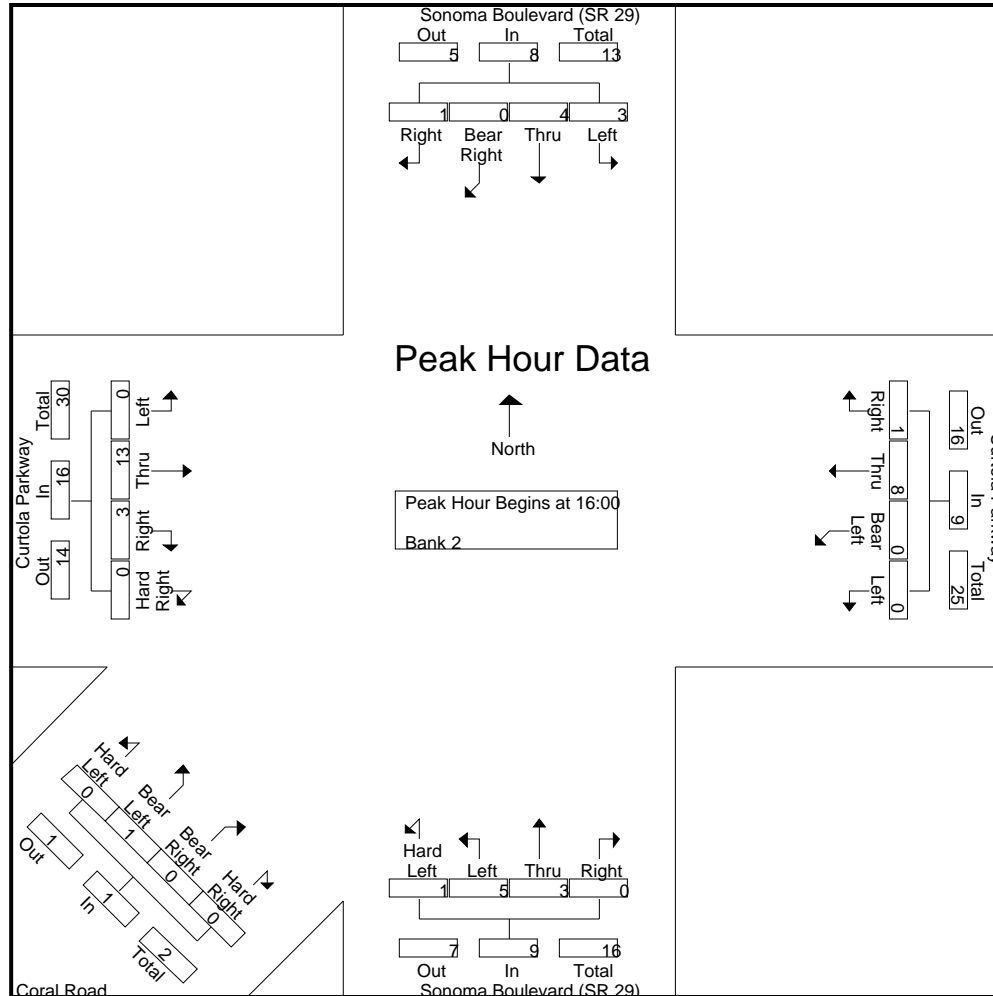 Sonoma Boulevard (SR 29)
Out In Total
5 8 13
1 0 4 3
Right Bear Right Thru Left
Peak Hour Data
North
Peak Hour Begins at 16:00
Bank 2
Curtola Parkway
Total In Out
30 16 14
0 13 3 0
Left Thru Right Hard Right
Out In Total
16 9 25
1 8 0 0
Right Thru Bear Left Left
Hard Left Bear Left Bear Right Hard Right
0 1 0 0
1 1 2
Out In Total
Coral Road
Hard Left Left Thru Right
1 5 3 0
7 9 16
Out In Total
Sonoma Boulevard (SR 29)